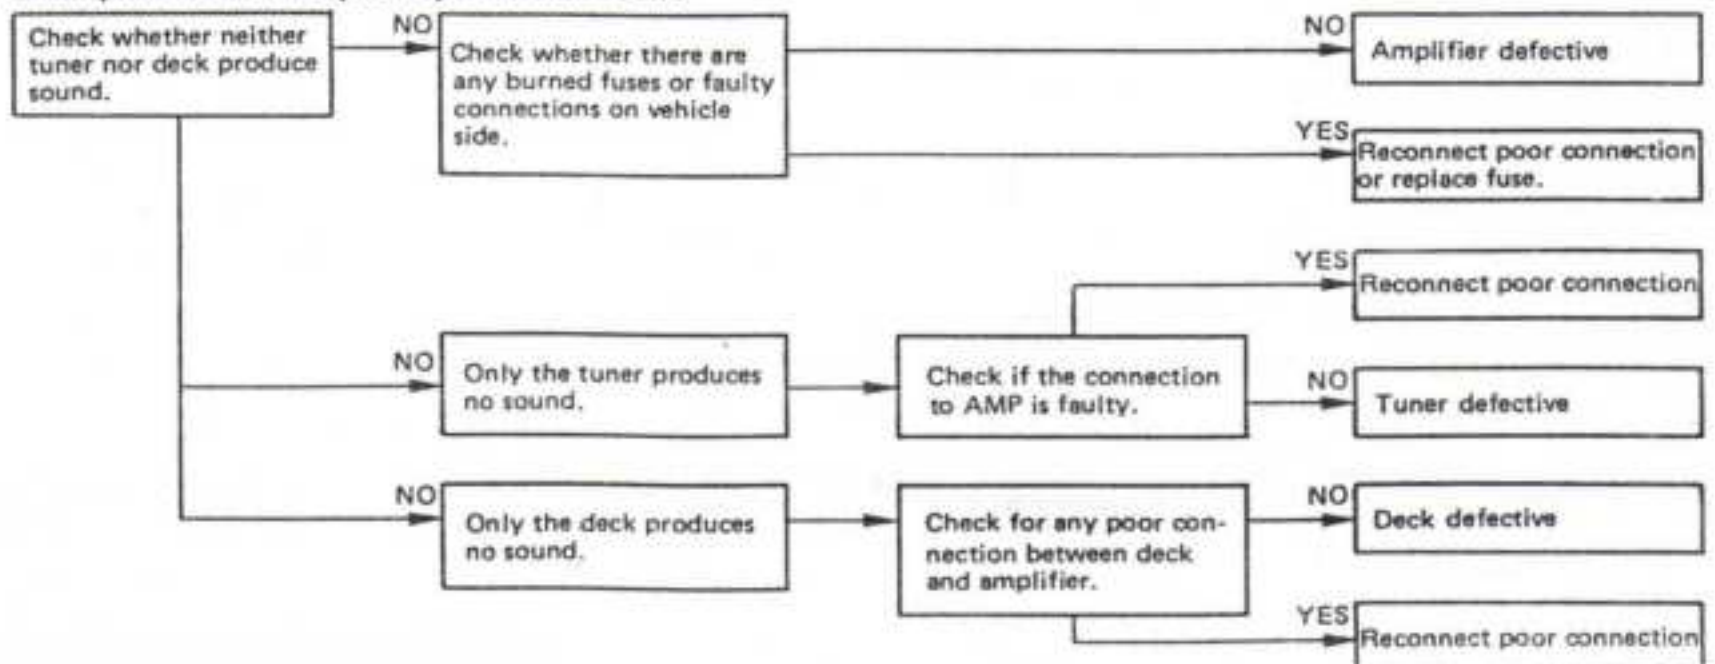 Check whether neither
tuner nor deck produce
sound.
NO
Check whether there are
any burned fuses or faulty
connections on vehicle
side.
NO
Amplifier defective
YES
Reconnect poor connection
or replace fuse.
YES
Reconnect poor connection
NO
Only the tuner produces
no sound.
Check if the connection
to AMP is faulty.
NO
Tuner defective
NO
Only the deck produces
no sound.
Check for any poor con-
nection between deck
and amplifier.
NO
Deck defective
YES
Reconnect poor connection